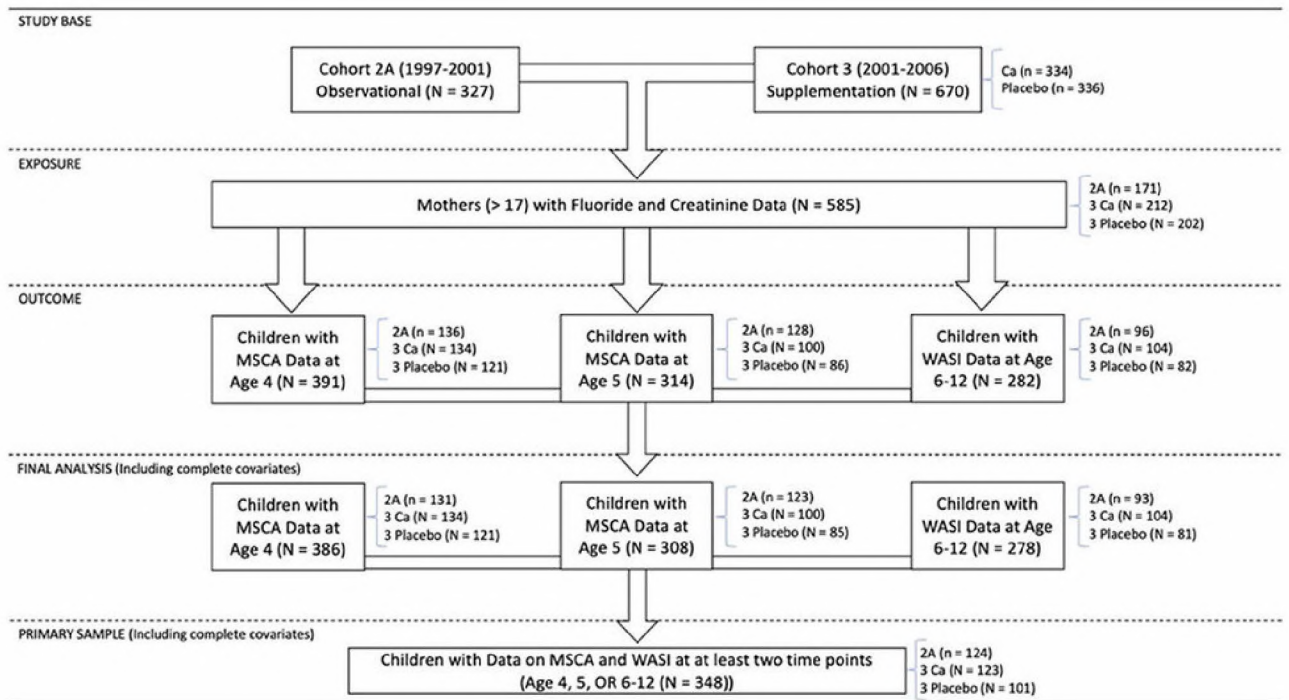 STUDY BASE
Cohort 2A (1997-2001)
Observational (N = 327)
Cohort 3 (2001-2006)
Supplementation (N = 670)
Ca (n = 334)
Placebo (n = 336)
EXPOSURE
Mothers (> 17) with Fluoride and Creatinine Data (N = 585)
2A (n = 171)
3 Ca (N = 212)
3 Placebo (N = 202)
OUTCOME
Children with
MSCA Data at
Age 4 (N = 391)
2A (n = 136)
3 Ca (N = 134)
3 Placebo (N = 121)
Children with
MSCA Data at
Age 5 (N = 314)
2A (n = 128)
3 Ca (N = 100)
3 Placebo (N = 86)
Children with
WASI Data at Age
6-12 (N = 282)
2A (n = 96)
3 Ca (N = 104)
3 Placebo (N = 82)
FINAL ANALYSIS (Including complete covariates)
Children with
MSCA Data at
Age 4 (N = 386)
2A (n = 131)
3 Ca (N = 134)
3 Placebo (N = 121)
Children with
MSCA Data at
Age 5 (N = 308)
2A (n = 123)
3 Ca (N = 100)
3 Placebo (N = 85)
Children with
WASI Data at Age
6-12 (N = 278)
2A (n = 93)
3 Ca (N = 104)
3 Placebo (N = 81)
PRIMARY SAMPLE (Including complete covariates)
Children with Data on MSCA and WASI at at least two time points
(Age 4, 5, OR 6-12 (N = 348))
2A (n = 124)
3 Ca (N = 123)
3 Placebo (N = 101)